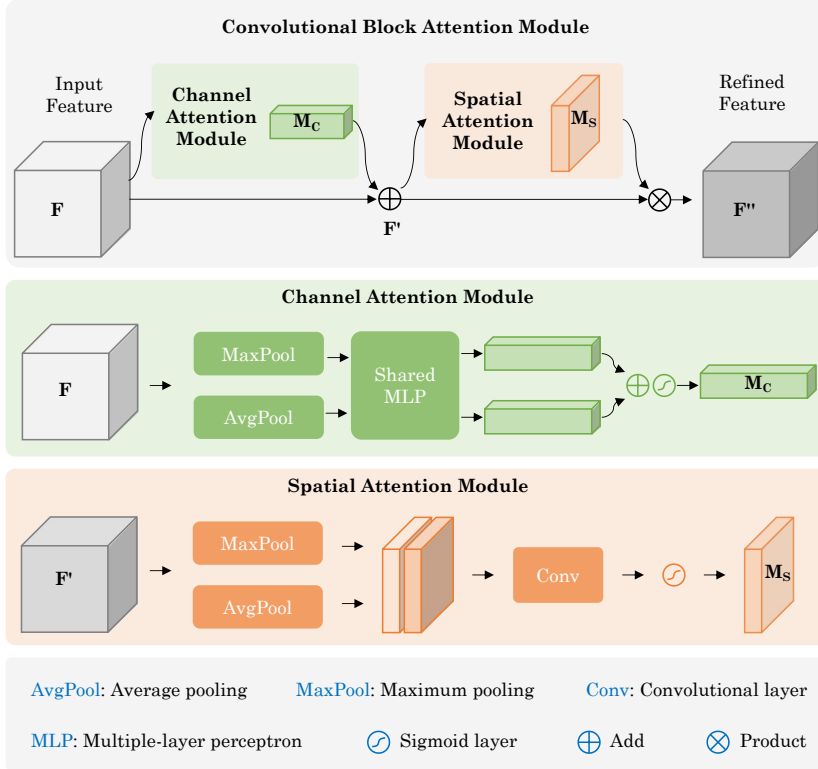 Convolutional Block Attention Module
Input
Feature
Channel
Attention
Module
M_C
Spatial
Attention
Module
M_S
Refined
Feature
F
F'
F''
Channel Attention Module
F
MaxPool
AvgPool
Shared
MLP
M_C
Spatial Attention Module
F'
MaxPool
AvgPool
Conv
M_S
AvgPool: Average pooling
MaxPool: Maximum pooling
Conv: Convolutional layer
MLP: Multiple-layer perceptron
Sigmoid layer
Add
Product